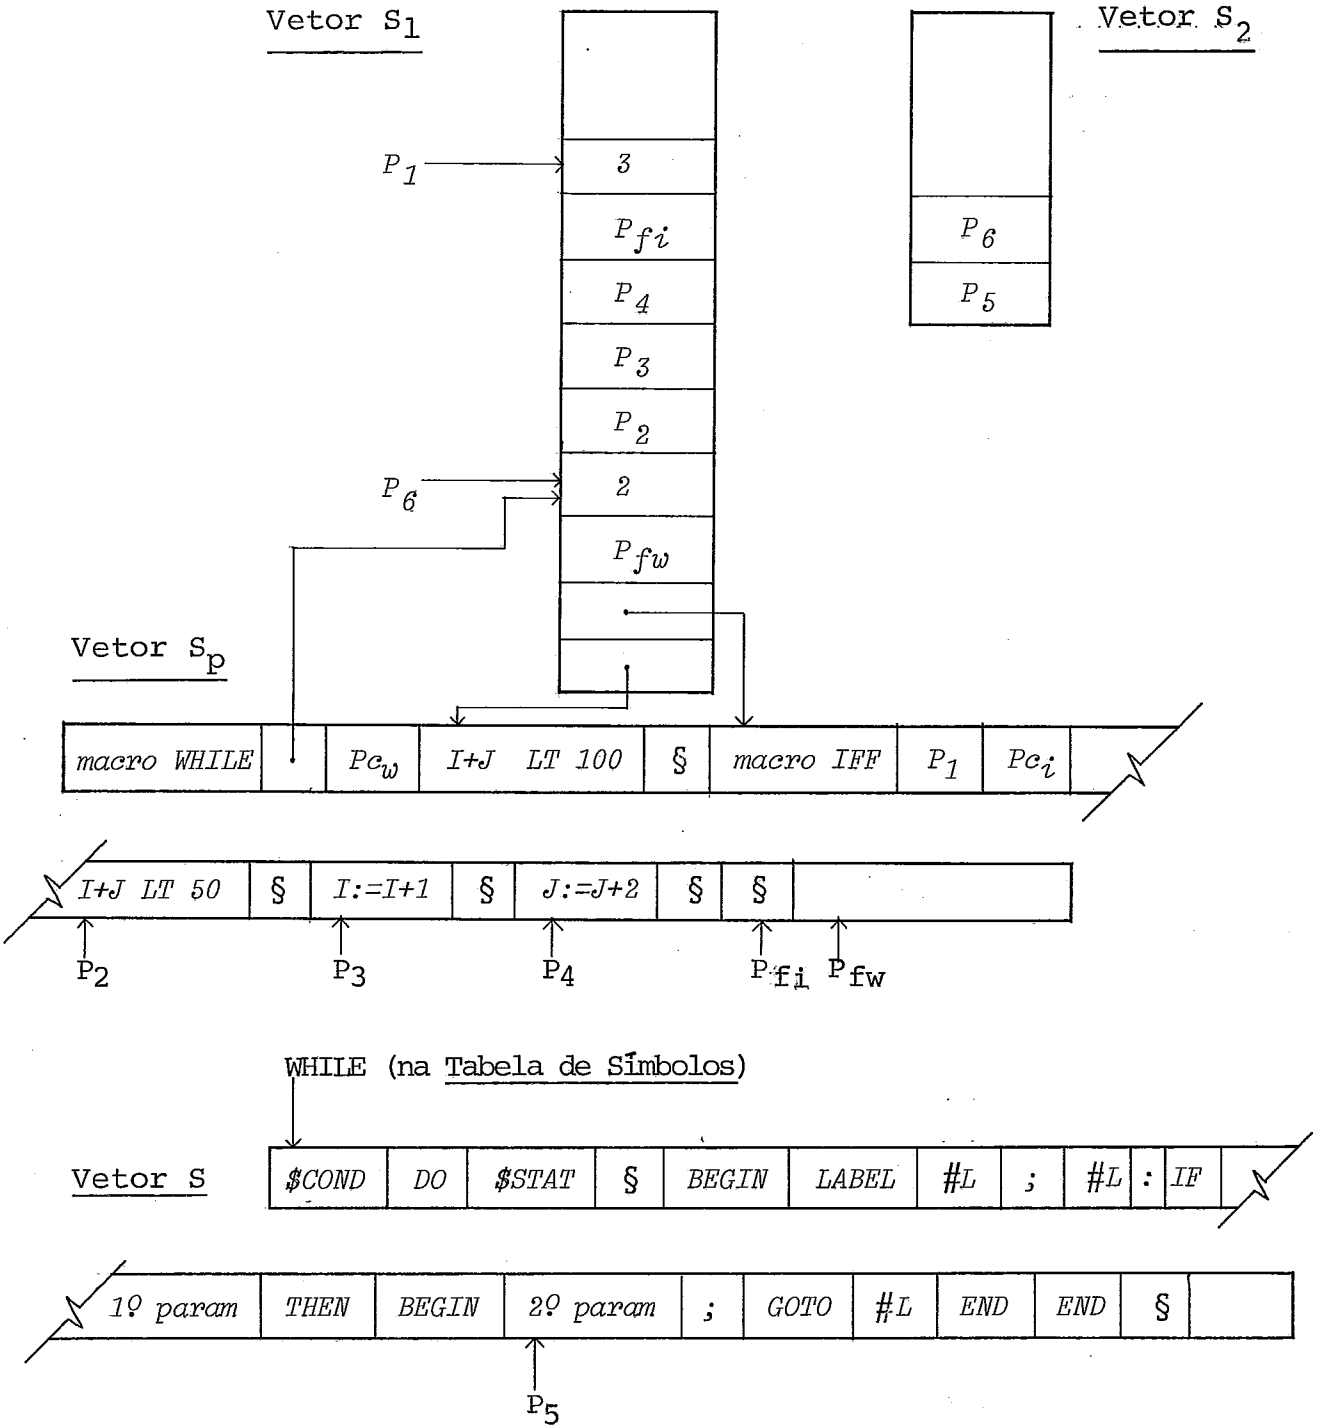 Vetor S1
Vetor S2
P1
3
Pfi
P4
P3
P2
P6
2
Pfw
P6
P5
Vetor Sp
macro WHILE Pcw I+J LT 100 § macro IFF P1 Pci
I+J LT 50 § I:=I+1 § J:=J+2 § §
P2 P3 P4 Pfi Pfw
WHILE (na Tabela de Símbolos)
Vetor S
$COND DO $STAT § BEGIN LABEL #L ; #L : IF
1º param THEN BEGIN 2º param ; GOTO #L END END §
P5